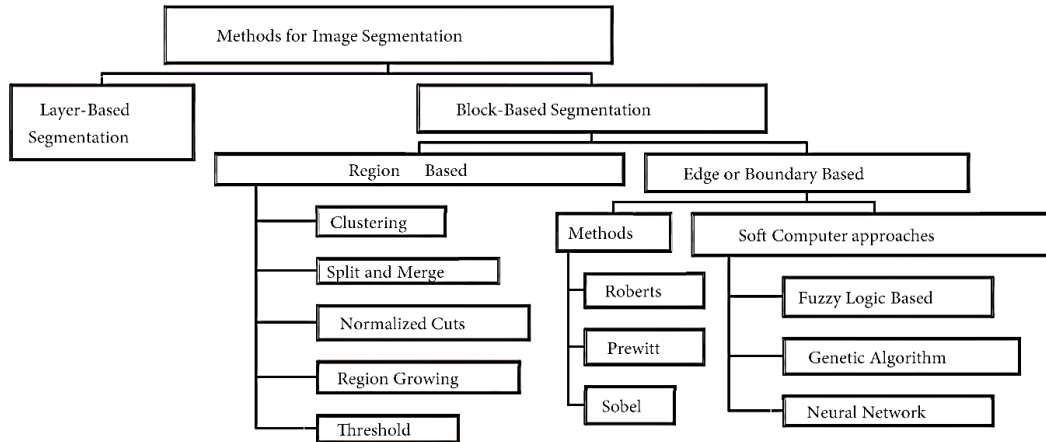 Methods for Image Segmentation
Layer-Based
Segmentation
Block-Based Segmentation
Region Based
Edge or Boundary Based
Clustering
Split and Merge
Normalized Cuts
Region Growing
Threshold
Methods
Roberts
Prewitt
Sobel
Soft Computer approaches
Fuzzy Logic Based
Genetic Algorithm
Neural Network